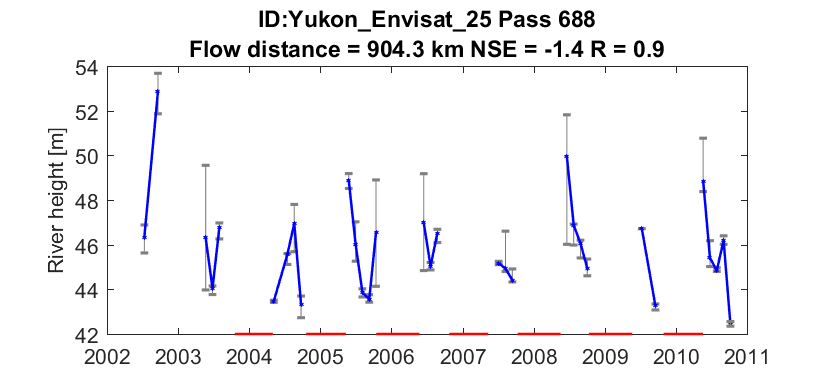 ID:Yukon_Envisat_25 Pass 688
Flow distance = 904.3 km NSE = -1.4 R = 0.9
River height [m]
54
52
50
48
46
44
42
2002 2003 2004 2005 2006 2007 2008 2009 2010 2011